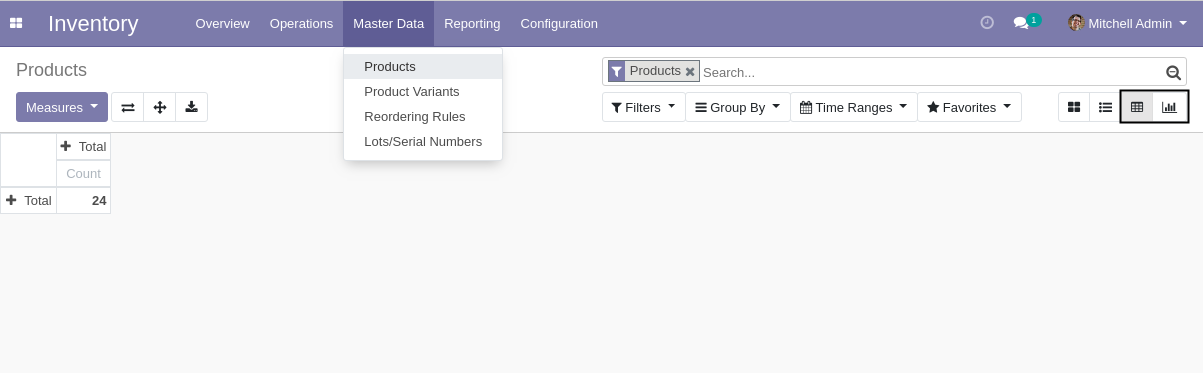 Inventory
Overview Operations Master Data Reporting Configuration
1 Mitchell Admin
Products
Products
Product Variants
Reordering Rules
Lots/Serial Numbers
Products Search...
Measures
Filters Group By Time Ranges Favorites
Total
Count
Total 24